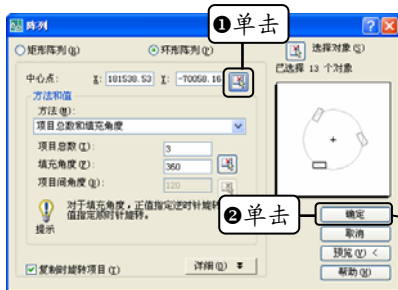 阵列
❶单击
矩形阵列(R)
环形阵列(P)
选择对象(S)
已选择 13 个对象
中心点: X: 181538.53 Y: -70058.16
方法和值
方法(M):
项目总数和填充角度
项目总数(I): 3
填充角度(F): 360
项目间角度(B): 120
对于填充角度，正值指定逆时针旋转
值指定顺时针旋转。
提示
复制时旋转项目(T)
详细(O)
❷单击
确定
取消
预览(V) <
帮助(H)